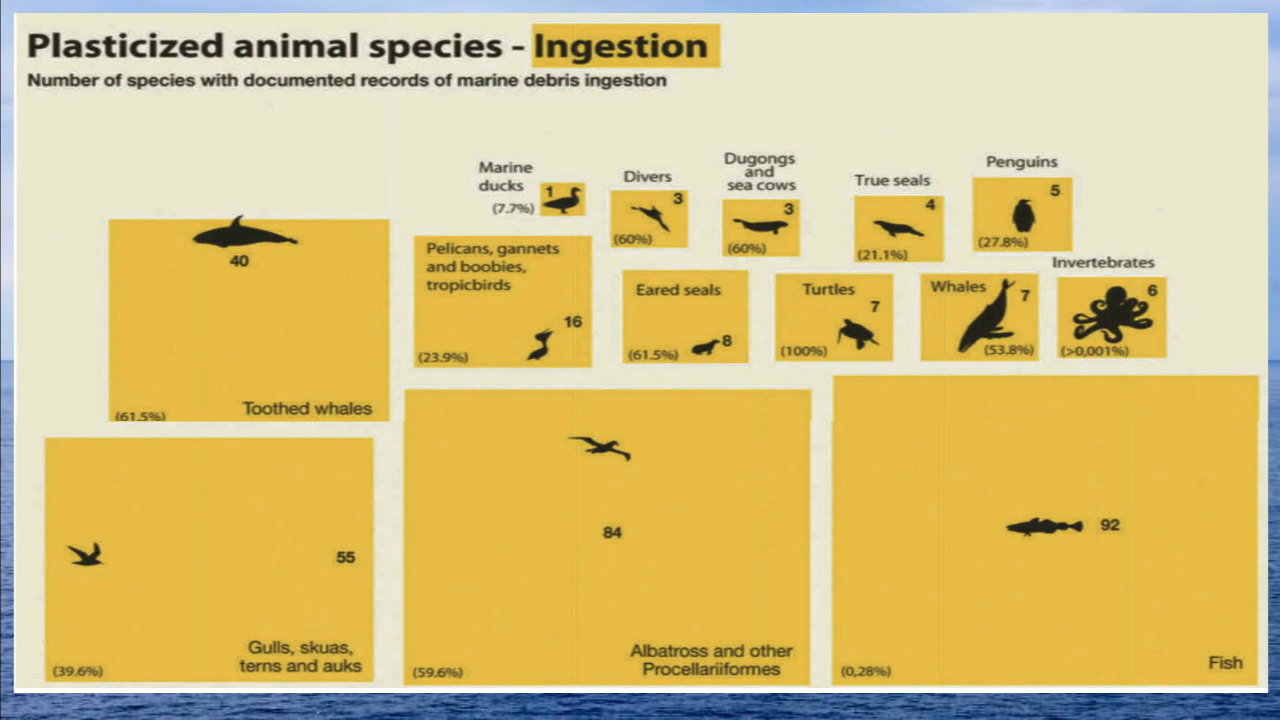 Plasticized animal species - Ingestion
Number of species with documented records of marine debris ingestion
Marine
ducks
(7.7%)
1
Divers
3
(60%)
Dugongs
and
sea cows
3
(60%)
True seals
4
(21.1%)
Penguins
5
(27.8%)
40
(61.5%)
Toothed whales
Pelicans, gannets
and boobies,
tropicbirds
16
(23.9%)
Eared seals
8
(61.5%)
Turtles
7
(100%)
Whales
7
(53.8%)
Invertebrates
6
(>0,001%)
55
Gulls, skuas,
terns and auks
(39.6%)
84
Albatross and other
Procellariiformes
(59.6%)
92
Fish
(0,28%)